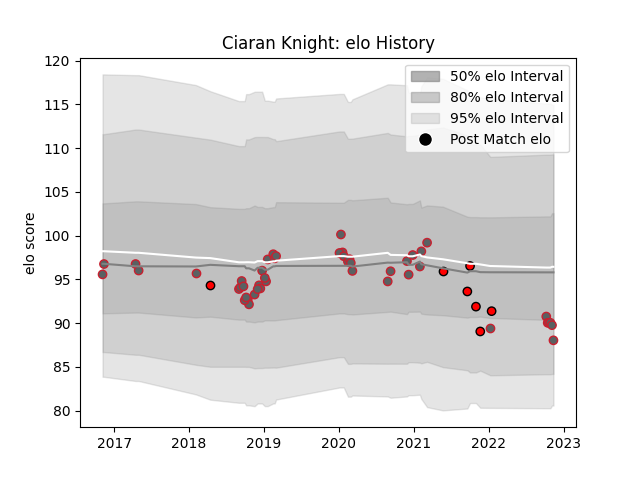 Ciaran Knight: elo History
120
115
110
105
100
95
90
85
80
elo score
50% elo Interval
80% elo Interval
95% elo Interval
Post Match elo
2017 2018 2019 2020 2021 2022 2023